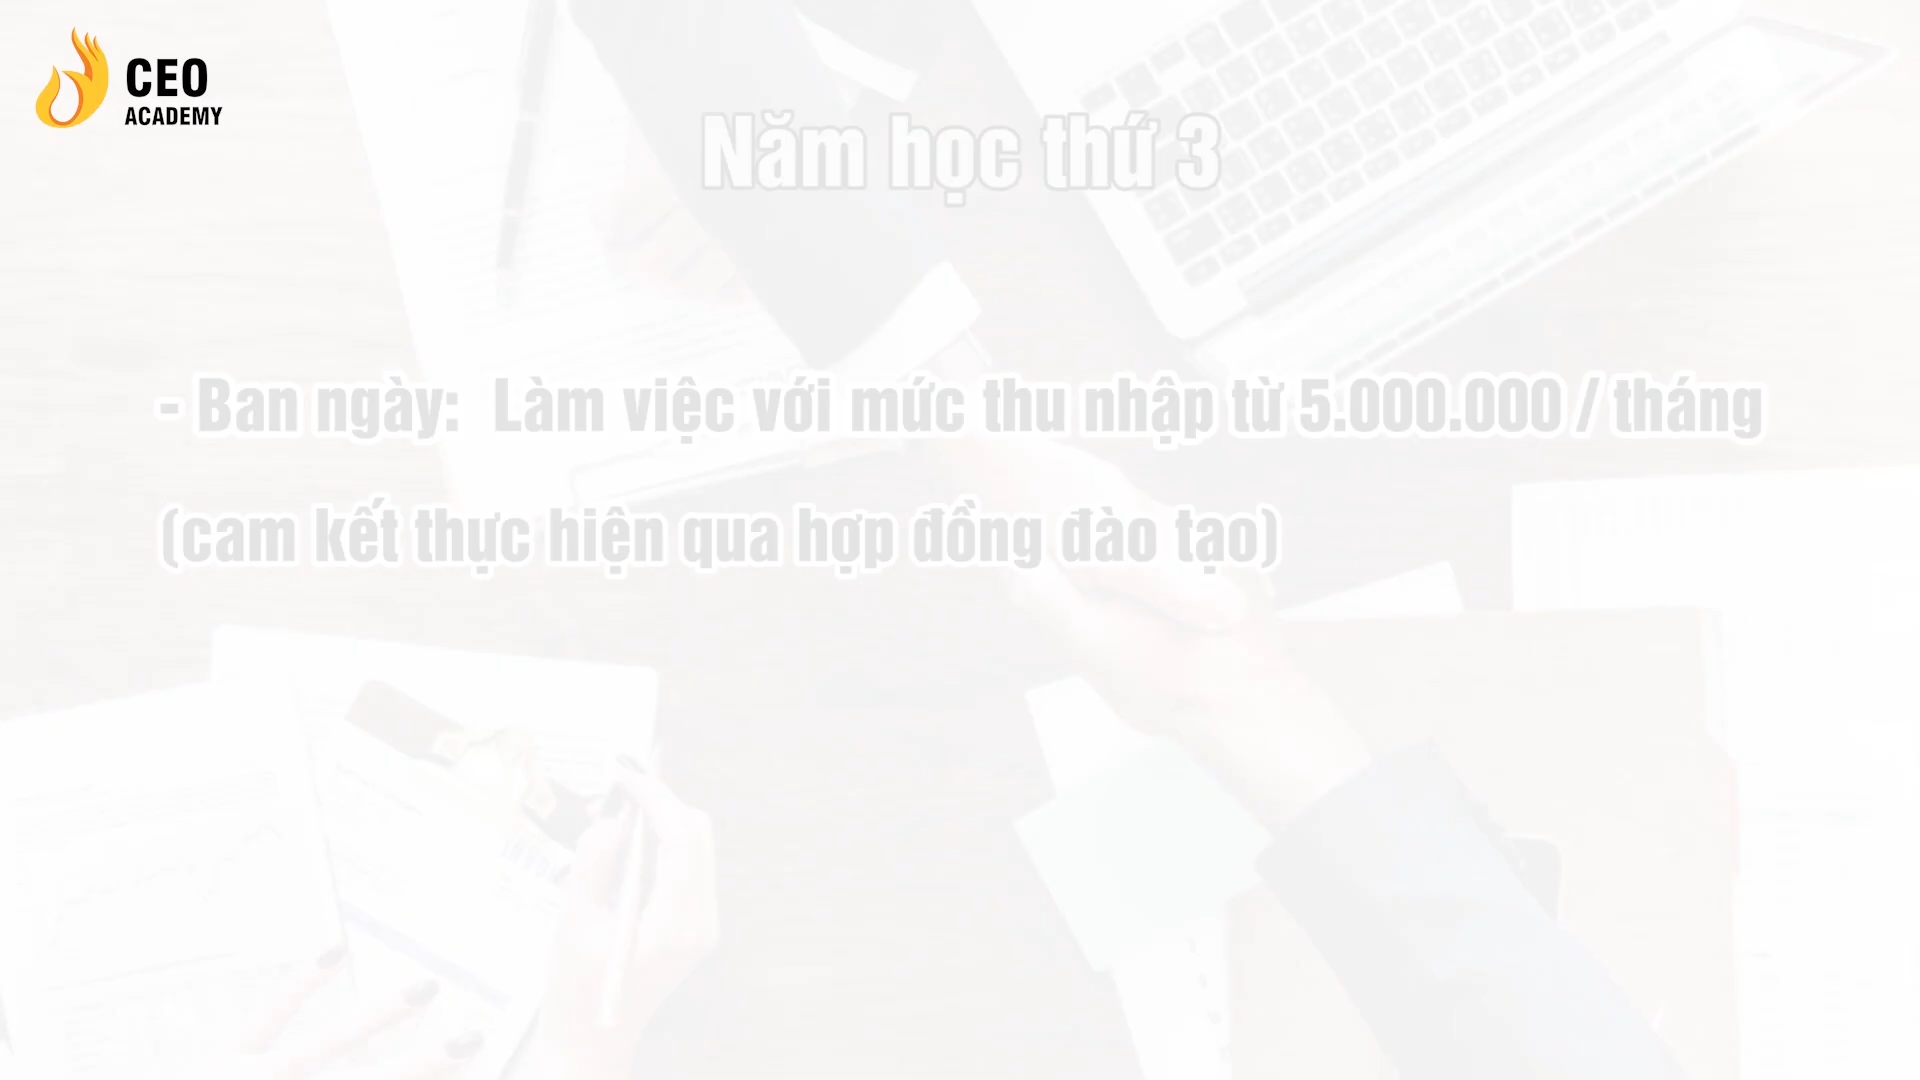 CEO
ACADEMY
Năm học thứ 3
- Ban ngày: Làm việc với mức thu nhập từ 5.000.000 / tháng
(cam kết thực hiện qua hợp đồng đào tạo)